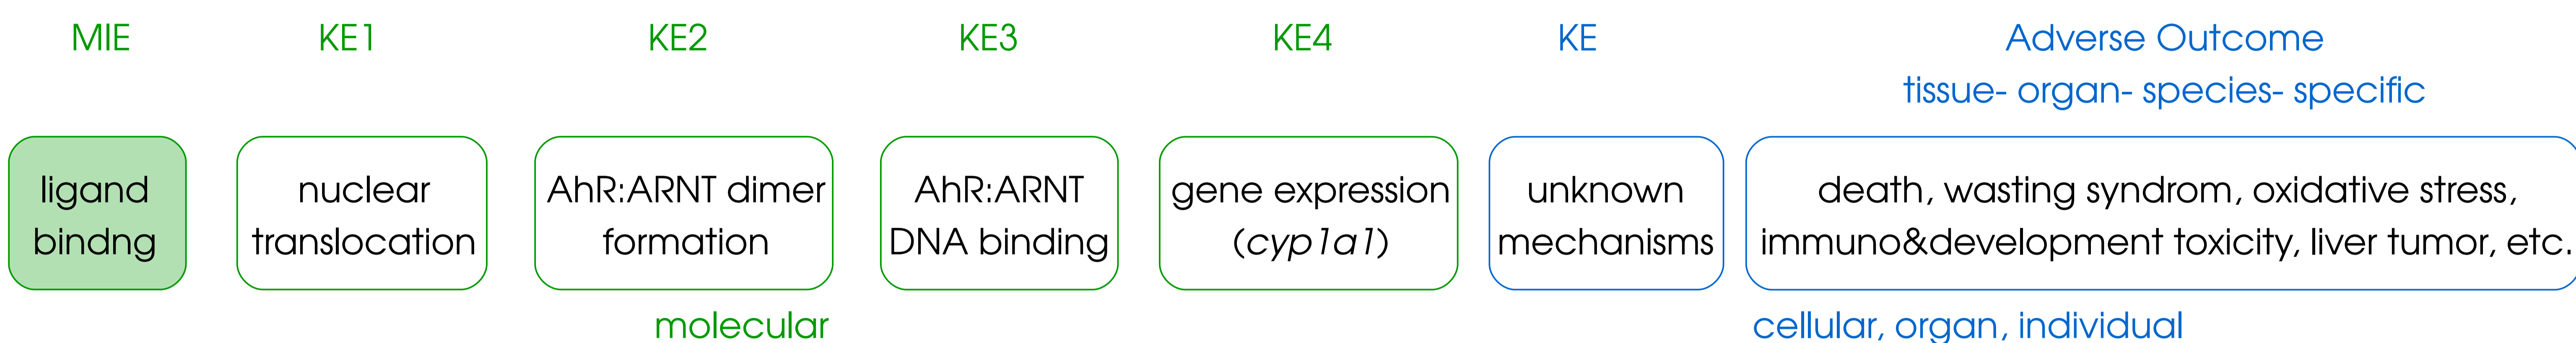 MIE KE1 KE2 KE3 KE4 KE Adverse Outcome
tissue- organ- species- specific
ligand nuclear AhR:ARNT dimer AhR:ARNT gene expression unknown death, wasting syndrom, oxidative stress,
bindng translocation formation DNA binding (cyp1a1) mechanisms immuno&development toxicity, liver tumor, etc.
molecular cellular, organ, individual